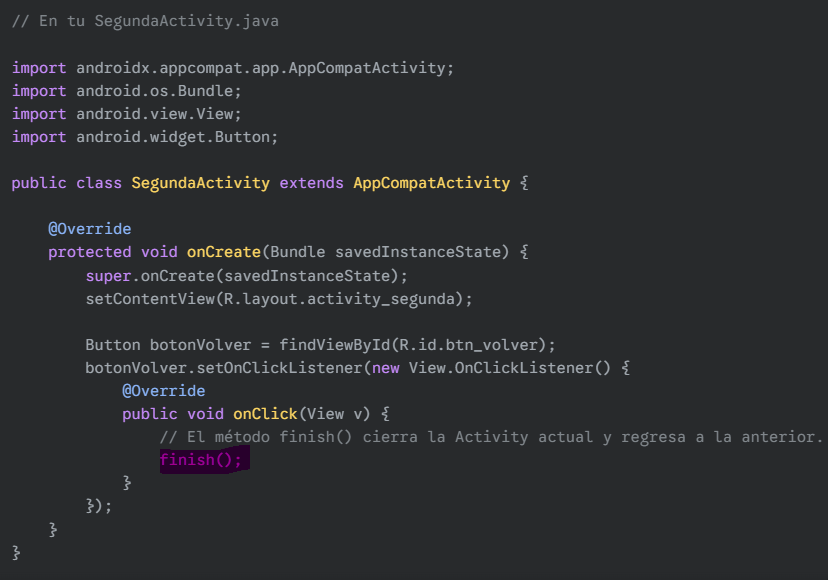 // En tu SegundaActivity.java
import androidx.appcompat.app.AppCompatActivity;
import android.os.Bundle;
import android.view.View;
import android.widget.Button;
public class SegundaActivity extends AppCompatActivity {
@Override
protected void onCreate(Bundle savedInstanceState) {
super.onCreate(savedInstanceState);
setContentView(R.layout.activity_segunda);
Button botonVolver = findViewById(R.id.btn_volver);
botonVolver.setOnClickListener(new View.OnClickListener() {
@Override
public void onClick(View v) {
// El método finish() cierra la Activity actual y regresa a la anterior.
finish();
}
});
}
}